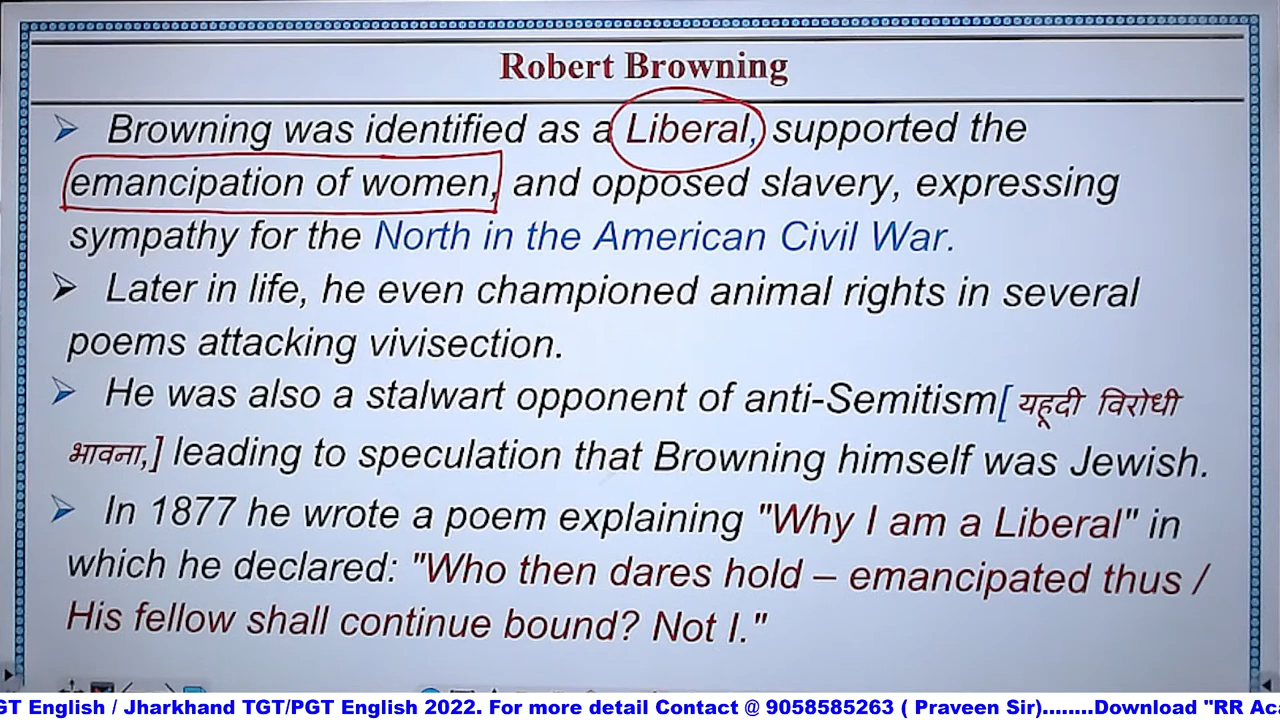 Robert Browning
➢ Browning was identified as a Liberal, supported the
emancipation of women, and opposed slavery, expressing
sympathy for the North in the American Civil War.
➢ Later in life, he even championed animal rights in several
poems attacking vivisection.
➢ He was also a stalwart opponent of anti-Semitism[ यहूदी विरोधी
भावना,] leading to speculation that Browning himself was Jewish.
➢ In 1877 he wrote a poem explaining "Why I am a Liberal" in
which he declared: "Who then dares hold – emancipated thus /
His fellow shall continue bound? Not I."
GT English / Jharkhand TGT/PGT English 2022. For more detail Contact @ 9058585263 ( Praveen Sir)........Download "RR Aca